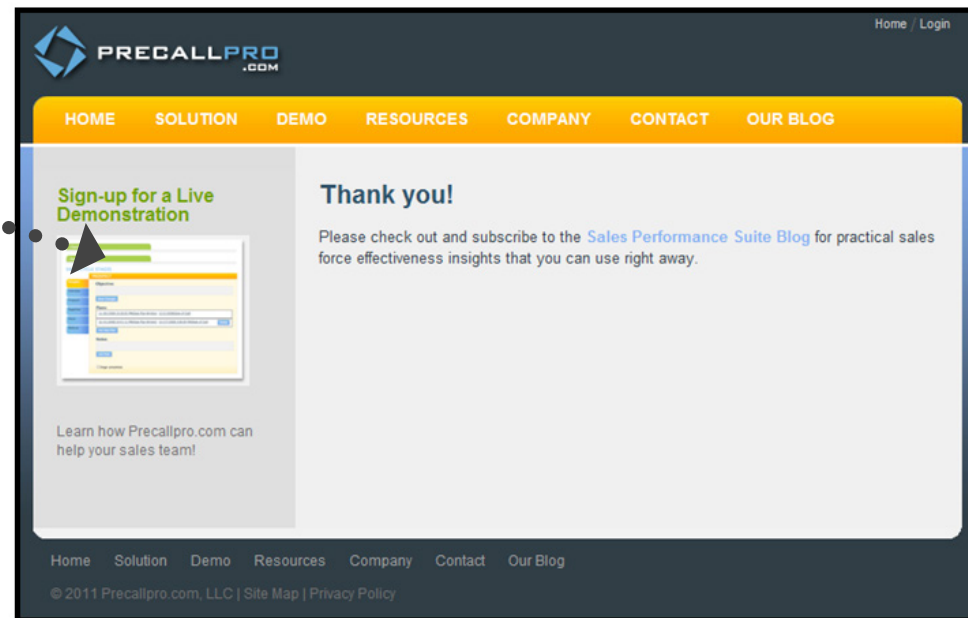 Home / Login
PRECALLPRO
.COM
HOME SOLUTION DEMO RESOURCES COMPANY CONTACT OUR BLOG
Sign-up for a Live
Demonstration
Learn how Precallpro.com can
help your sales team!
Thank you!
Please check out and subscribe to the Sales Performance Suite Blog for practical sales
force effectiveness insights that you can use right away.
Home Solution Demo Resources Company Contact Our Blog
© 2011 Precallpro.com, LLC | Site Map | Privacy Policy